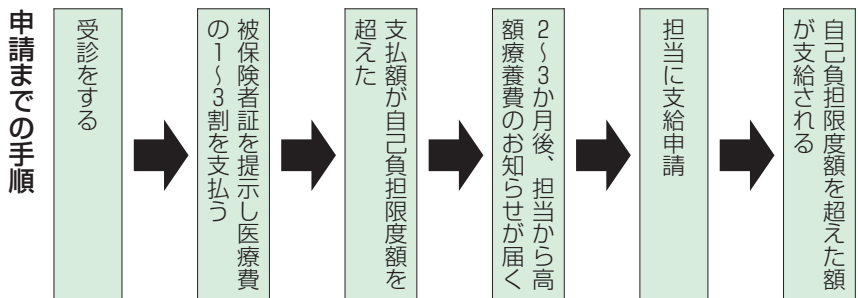 申請までの手順
受診をする
被保険者証を提示し医療費
の1〜3割を支払う
支払額が自己負担限度額を
超えた
2〜3か月後、担当から高
額療養費のお知らせが届く
担当に支給申請
自己負担限度額を超えた額
が支給される